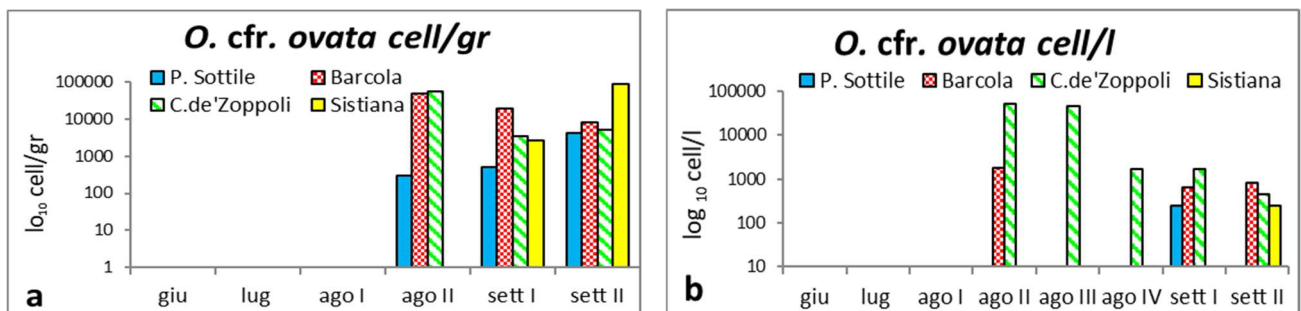 O. cfr. ovata cell/gr
P. Sottile Barcola
C.de'Zoppoli Sistiana
100000
10000
1000
100
10
1
lo10 cell/gr
giu lug ago I ago II sett I sett II
a
O. cfr. ovata cell/l
P. Sottile Barcola C.de'Zoppoli Sistiana
100000
10000
1000
100
10
log 10 cell/l
giu lug ago I ago II ago III ago IV sett I sett II
b